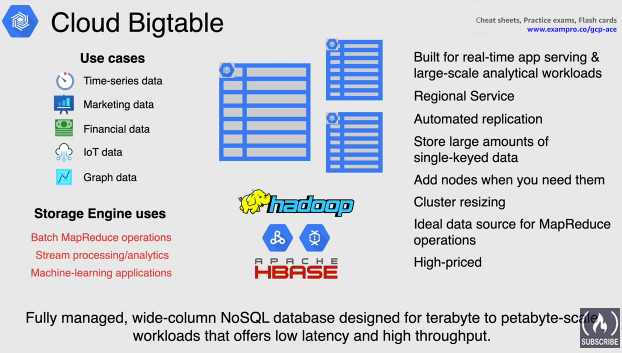 Cloud Bigtable
Cheat sheets, Practice exams, Flash cards
www.exampro.co/gcp-ace
Use cases
Time-series data
Marketing data
Financial data
IoT data
Graph data
Storage Engine uses
Batch MapReduce operations
Stream processing/analytics
Machine-learning applications
hadoop
APACHE
HBASE
Built for real-time app serving &
large-scale analytical workloads
Regional Service
Automated replication
Store large amounts of
single-keyed data
Add nodes when you need them
Cluster resizing
Ideal data source for MapReduce
operations
High-priced
Fully managed, wide-column NoSQL database designed for terabyte to petabyte-scale
workloads that offers low latency and high throughput.
SUBSCRIBE